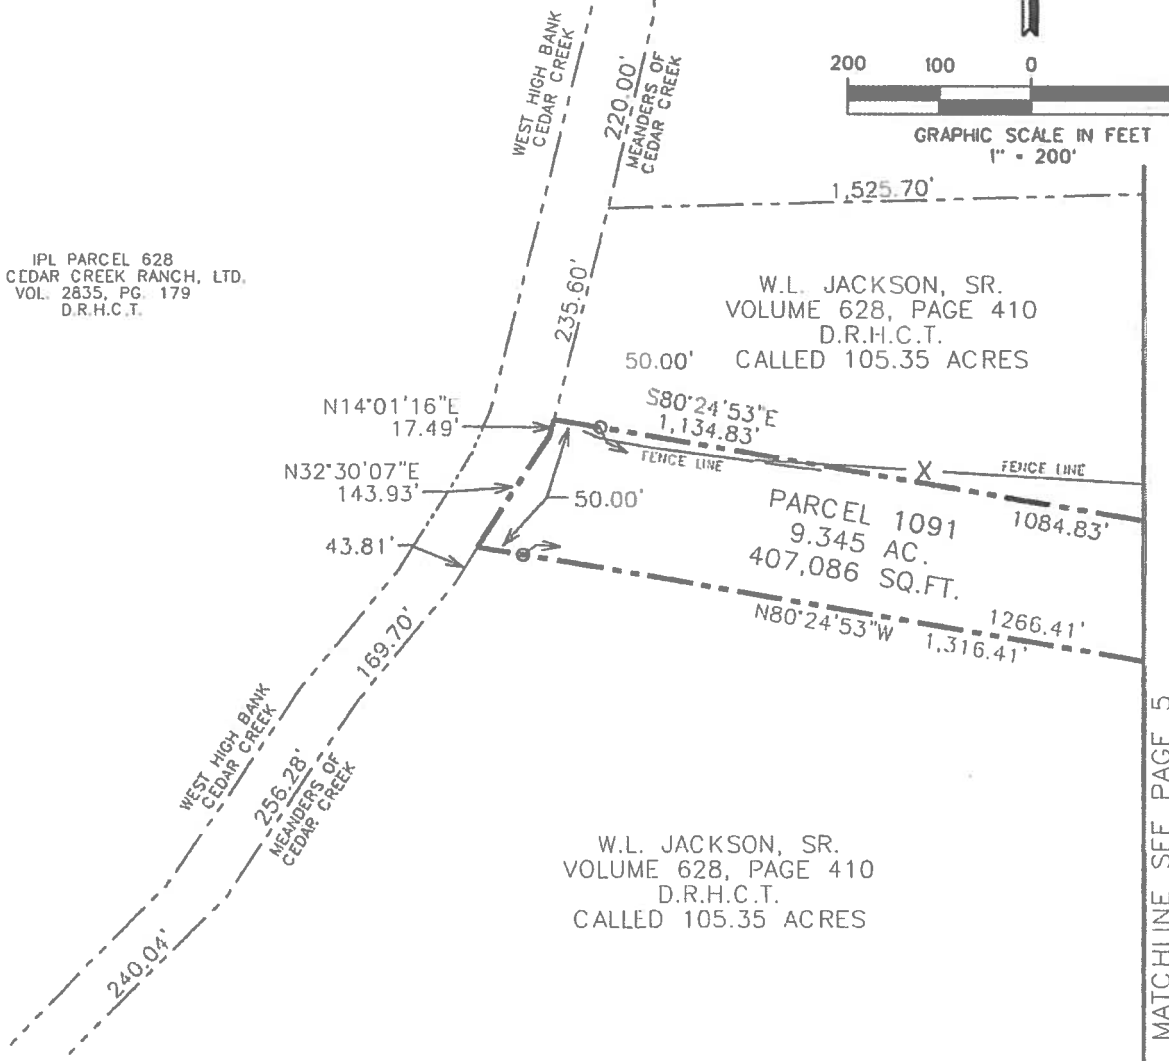 WEST HIGH BANK
CEDAR CREEK
220.00'
MEANDERS OF
CEDAR CREEK
200 100 0
GRAPHIC SCALE IN FEET
1" = 200'
1,525.70'
IPL PARCEL 628
CEDAR CREEK RANCH, LTD.
VOL. 2835, PG. 179
D.R.H.C.T.
235.60'
W.L. JACKSON, SR.
VOLUME 628, PAGE 410
D.R.H.C.T.
CALLED 105.35 ACRES
50.00'
N14°01'16"E
17.49'
S80°24'53"E
1,134.83'
FENCE LINE
X
FENCE LINE
N32°30'07"E
143.93'
50.00'
PARCEL 1091
9.345 AC.
407,086 SQ.FT.
1084.83'
43.81'
N80°24'53"W
1,316.41'
1266.41'
169.70'
WEST HIGH BANK
CEDAR CREEK
256.28'
MEANDERS OF
CEDAR CREEK
240.04'
W.L. JACKSON, SR.
VOLUME 628, PAGE 410
D.R.H.C.T.
CALLED 105.35 ACRES
MATCHLINE SEE PAGE 5